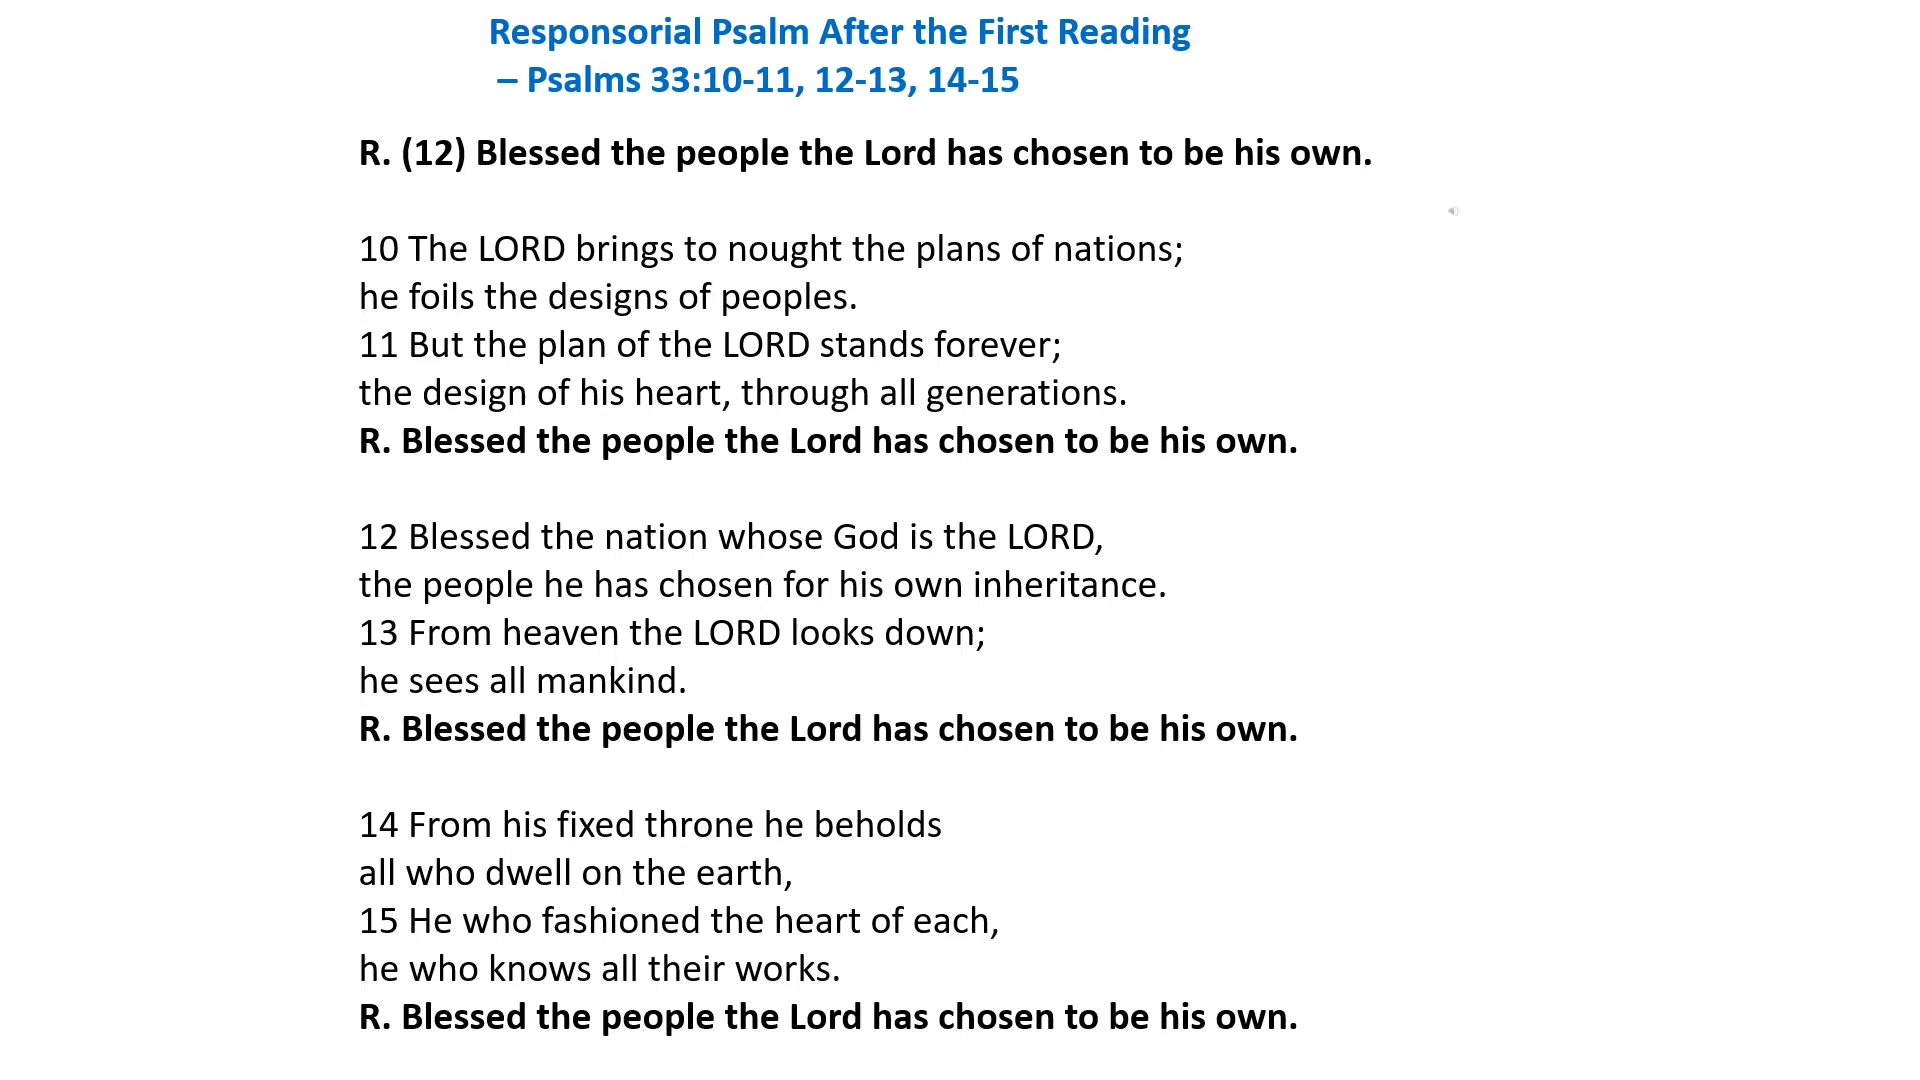 Responsorial Psalm After the First Reading
– Psalms 33:10-11, 12-13, 14-15
R. (12) Blessed the people the Lord has chosen to be his own.
10 The LORD brings to nought the plans of nations;
he foils the designs of peoples.
11 But the plan of the LORD stands forever;
the design of his heart, through all generations.
R. Blessed the people the Lord has chosen to be his own.
12 Blessed the nation whose God is the LORD,
the people he has chosen for his own inheritance.
13 From heaven the LORD looks down;
he sees all mankind.
R. Blessed the people the Lord has chosen to be his own.
14 From his fixed throne he beholds
all who dwell on the earth,
15 He who fashioned the heart of each,
he who knows all their works.
R. Blessed the people the Lord has chosen to be his own.